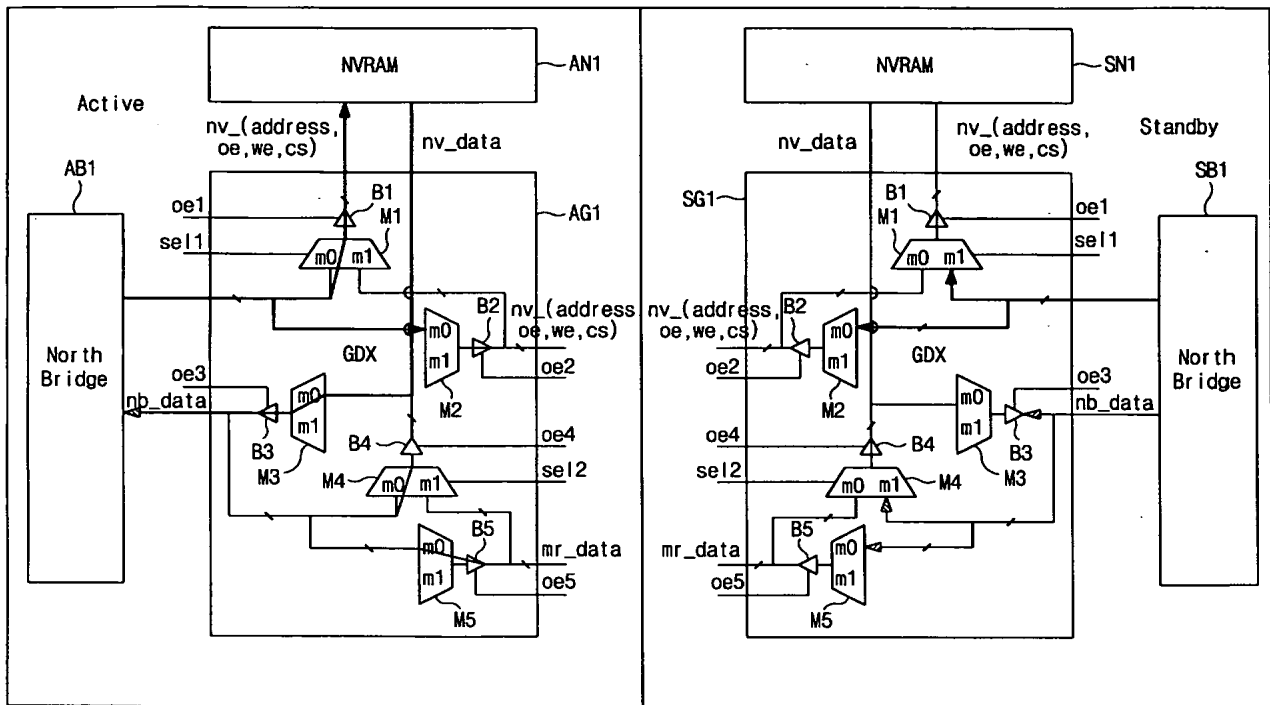 NVRAM
AN1
Active
nv_(address,
oe,we,cs)
nv_data
AB1
B1
oe1
M1
AG1
sel1
m0 m1
B2
nv_(address,
oe,we,cs)
m0
m1
GDX
oe2
M2
North
Bridge
oe3
nb_data
m0
m1
B3
M3
B4
oe4
M4
m0 m1
sel2
B5
m0
m1
mr_data
oe5
M5
NVRAM
SN1
Standby
nv_data
nv_(address,
oe,we,cs)
SB1
SG1
B1
oe1
M1
sel1
m0 m1
nv_(address,
oe,we,cs)
B2
m0
m1
GDX
oe2
M2
North
Bridge
oe3
nb_data
B3
M3
oe4
B4
sel2
m0 m1
M4
mr_data
B5
m0
m1
oe5
M5